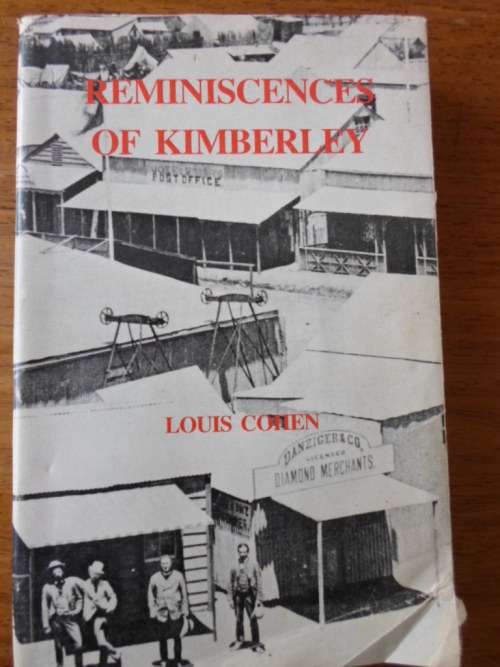 REMINISCENCES
OF KIMBERLEY
POST OFFICE
LOUIS COHEN
DANZIGER & CO.
LICENSED
DIAMOND MERCHANTS.